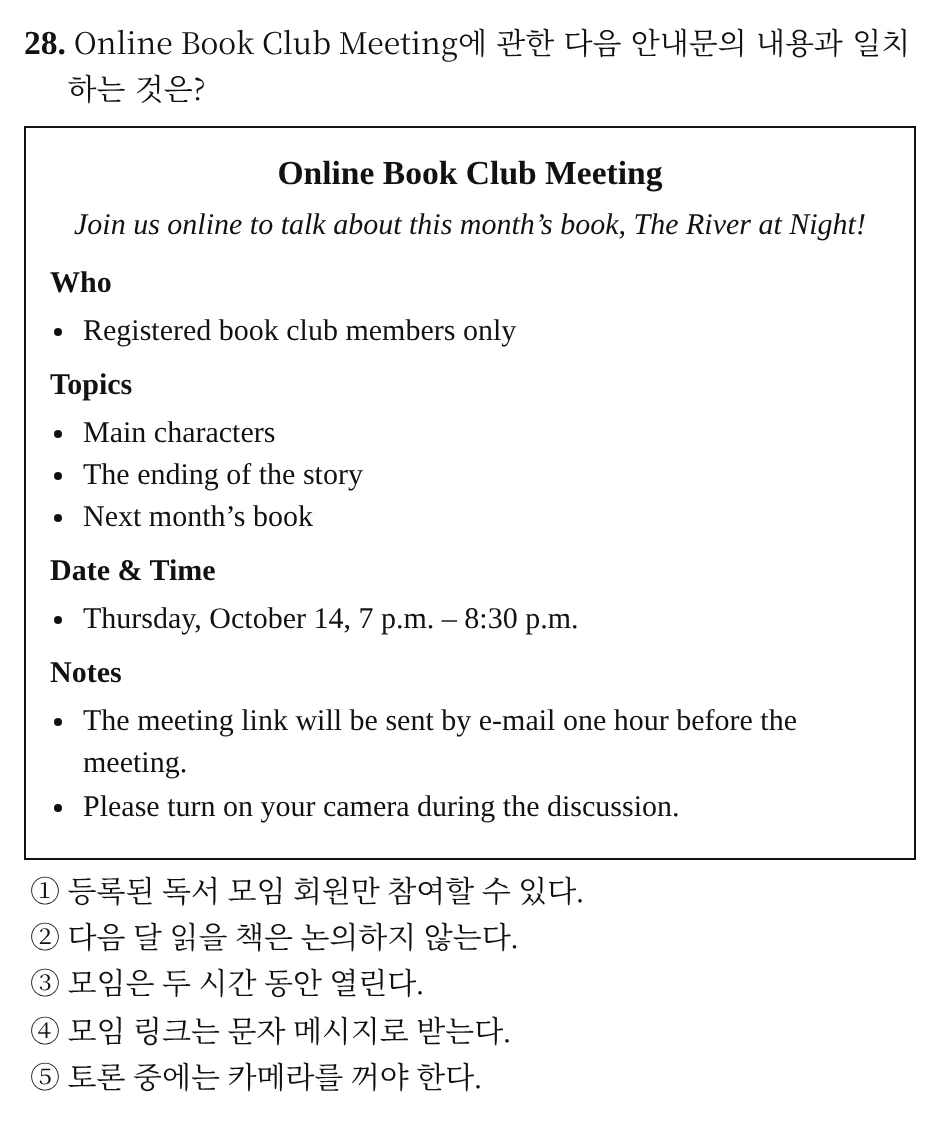 28. Online Book Club Meeting에 관한 다음 안내문의 내용과 일치
하는 것은?
Online Book Club Meeting
Join us online to talk about this month’s book, The River at Night!
Who
• Registered book club members only
Topics
• Main characters
• The ending of the story
• Next month’s book
Date & Time
• Thursday, October 14, 7 p.m. – 8:30 p.m.
Notes
• The meeting link will be sent by e-mail one hour before the
meeting.
• Please turn on your camera during the discussion.
① 등록된 독서 모임 회원만 참여할 수 있다.
② 다음 달 읽을 책은 논의하지 않는다.
③ 모임은 두 시간 동안 열린다.
④ 모임 링크는 문자 메시지로 받는다.
⑤ 토론 중에는 카메라를 꺼야 한다.